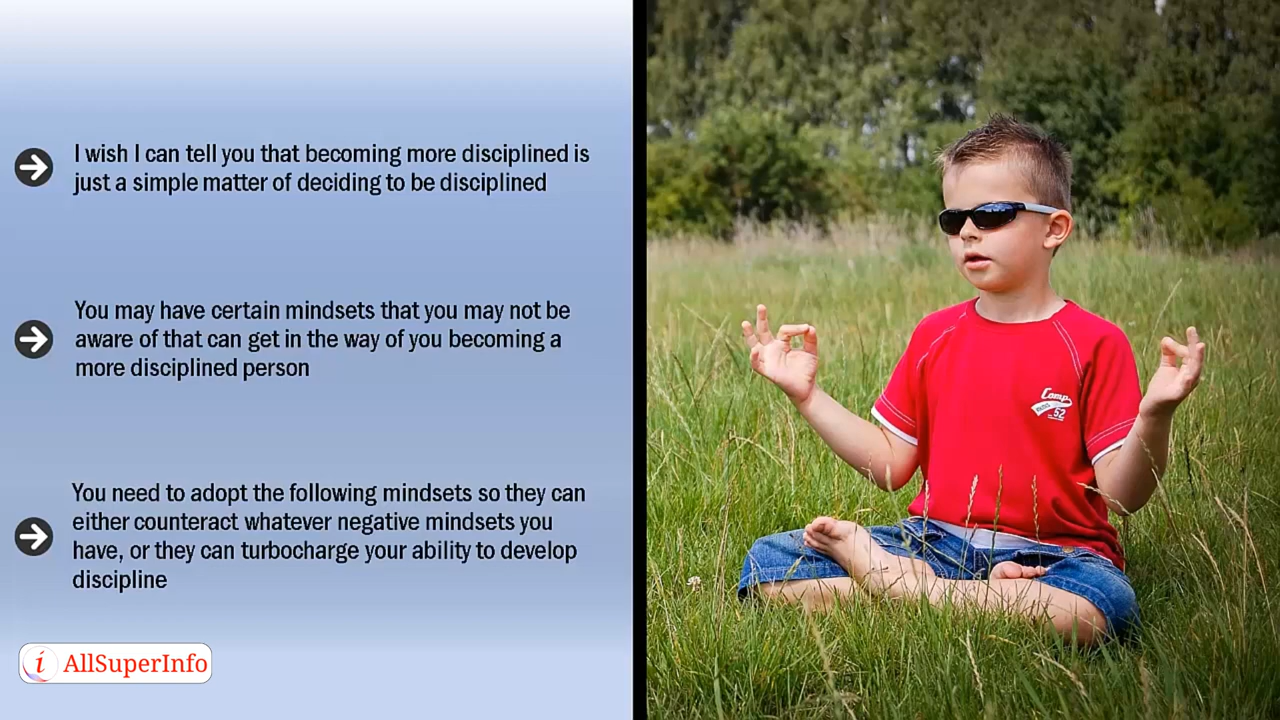 I wish I can tell you that becoming more disciplined is
just a simple matter of deciding to be disciplined
You may have certain mindsets that you may not be
aware of that can get in the way of you becoming a
more disciplined person
You need to adopt the following mindsets so they can
either counteract whatever negative mindsets you
have, or they can turbocharge your ability to develop
discipline
i AllSuperInfo
Comp
52